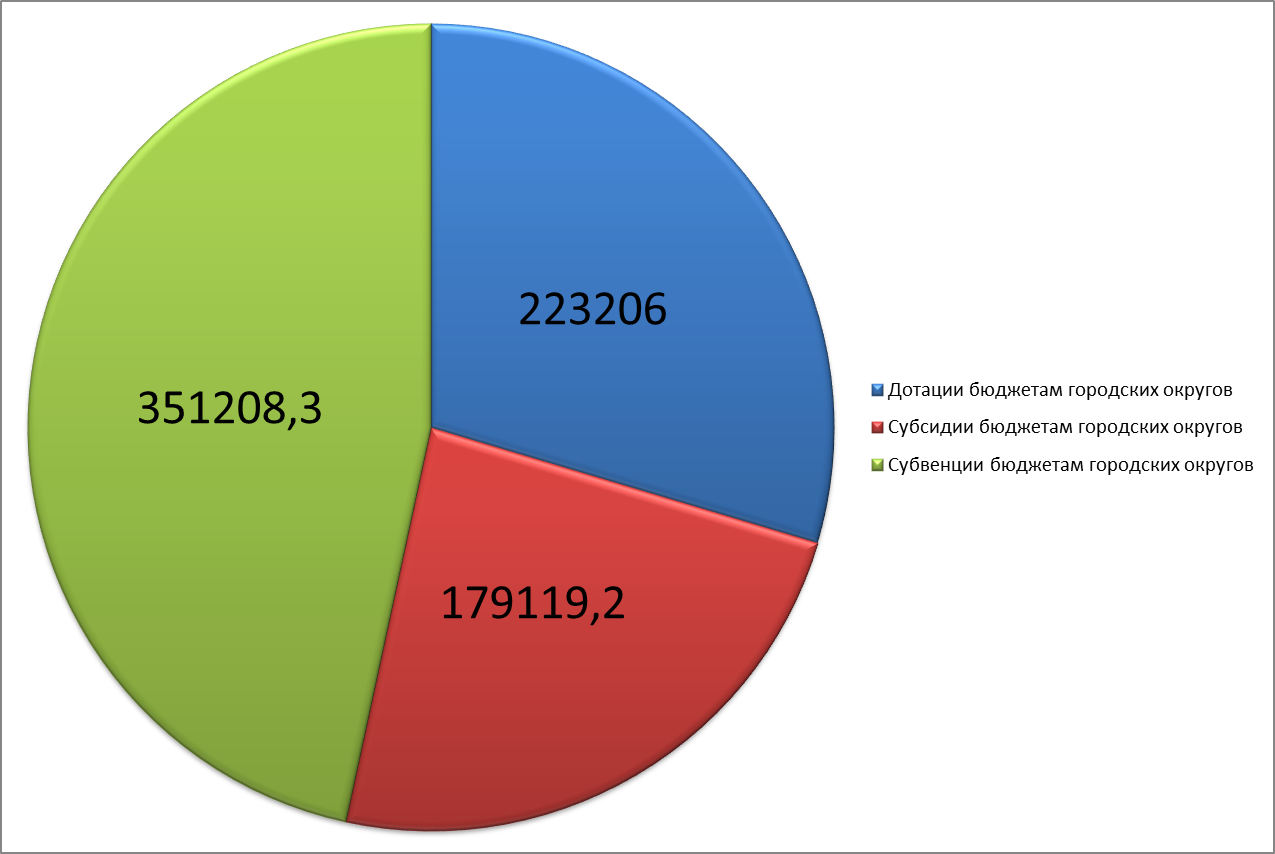 223206
351208,3
179119,2
Дотации бюджетам городских округов
Субсидии бюджетам городских округов
Субвенции бюджетам городских округов